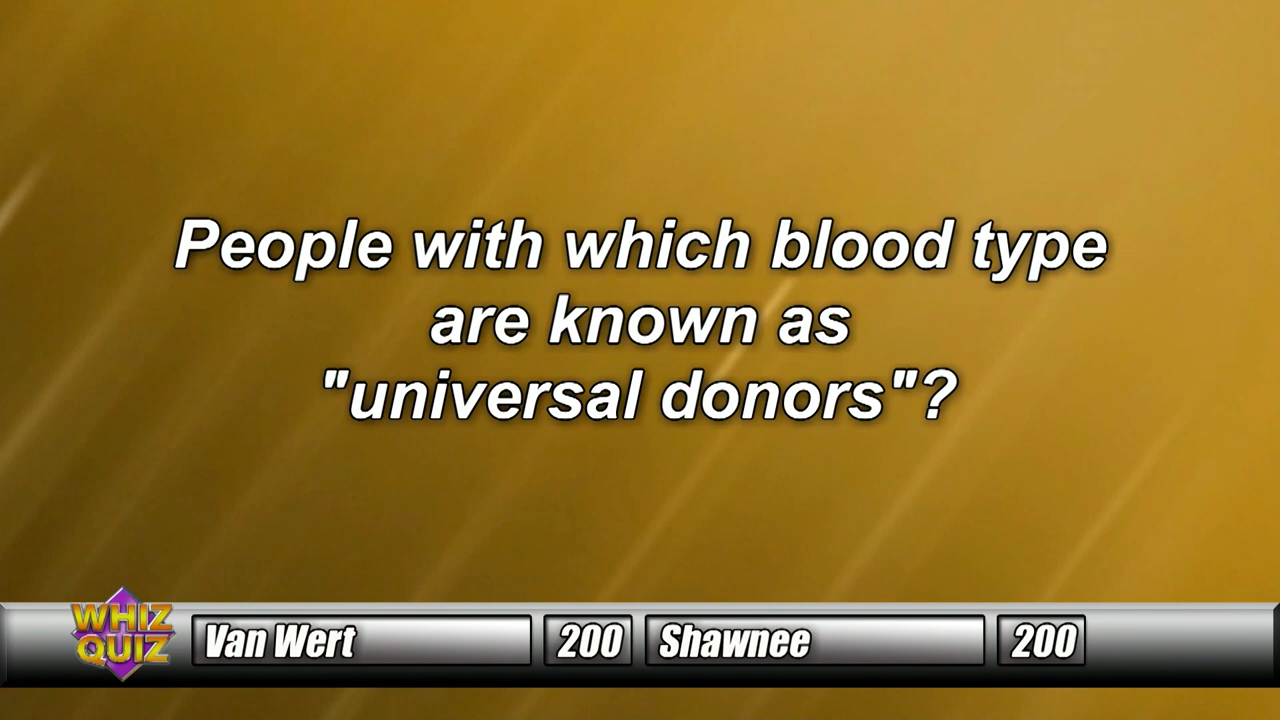 People with which blood type
are known as
"universal donors"?
WHIZ
QUIZ
Van Wert 200 Shawnee 200